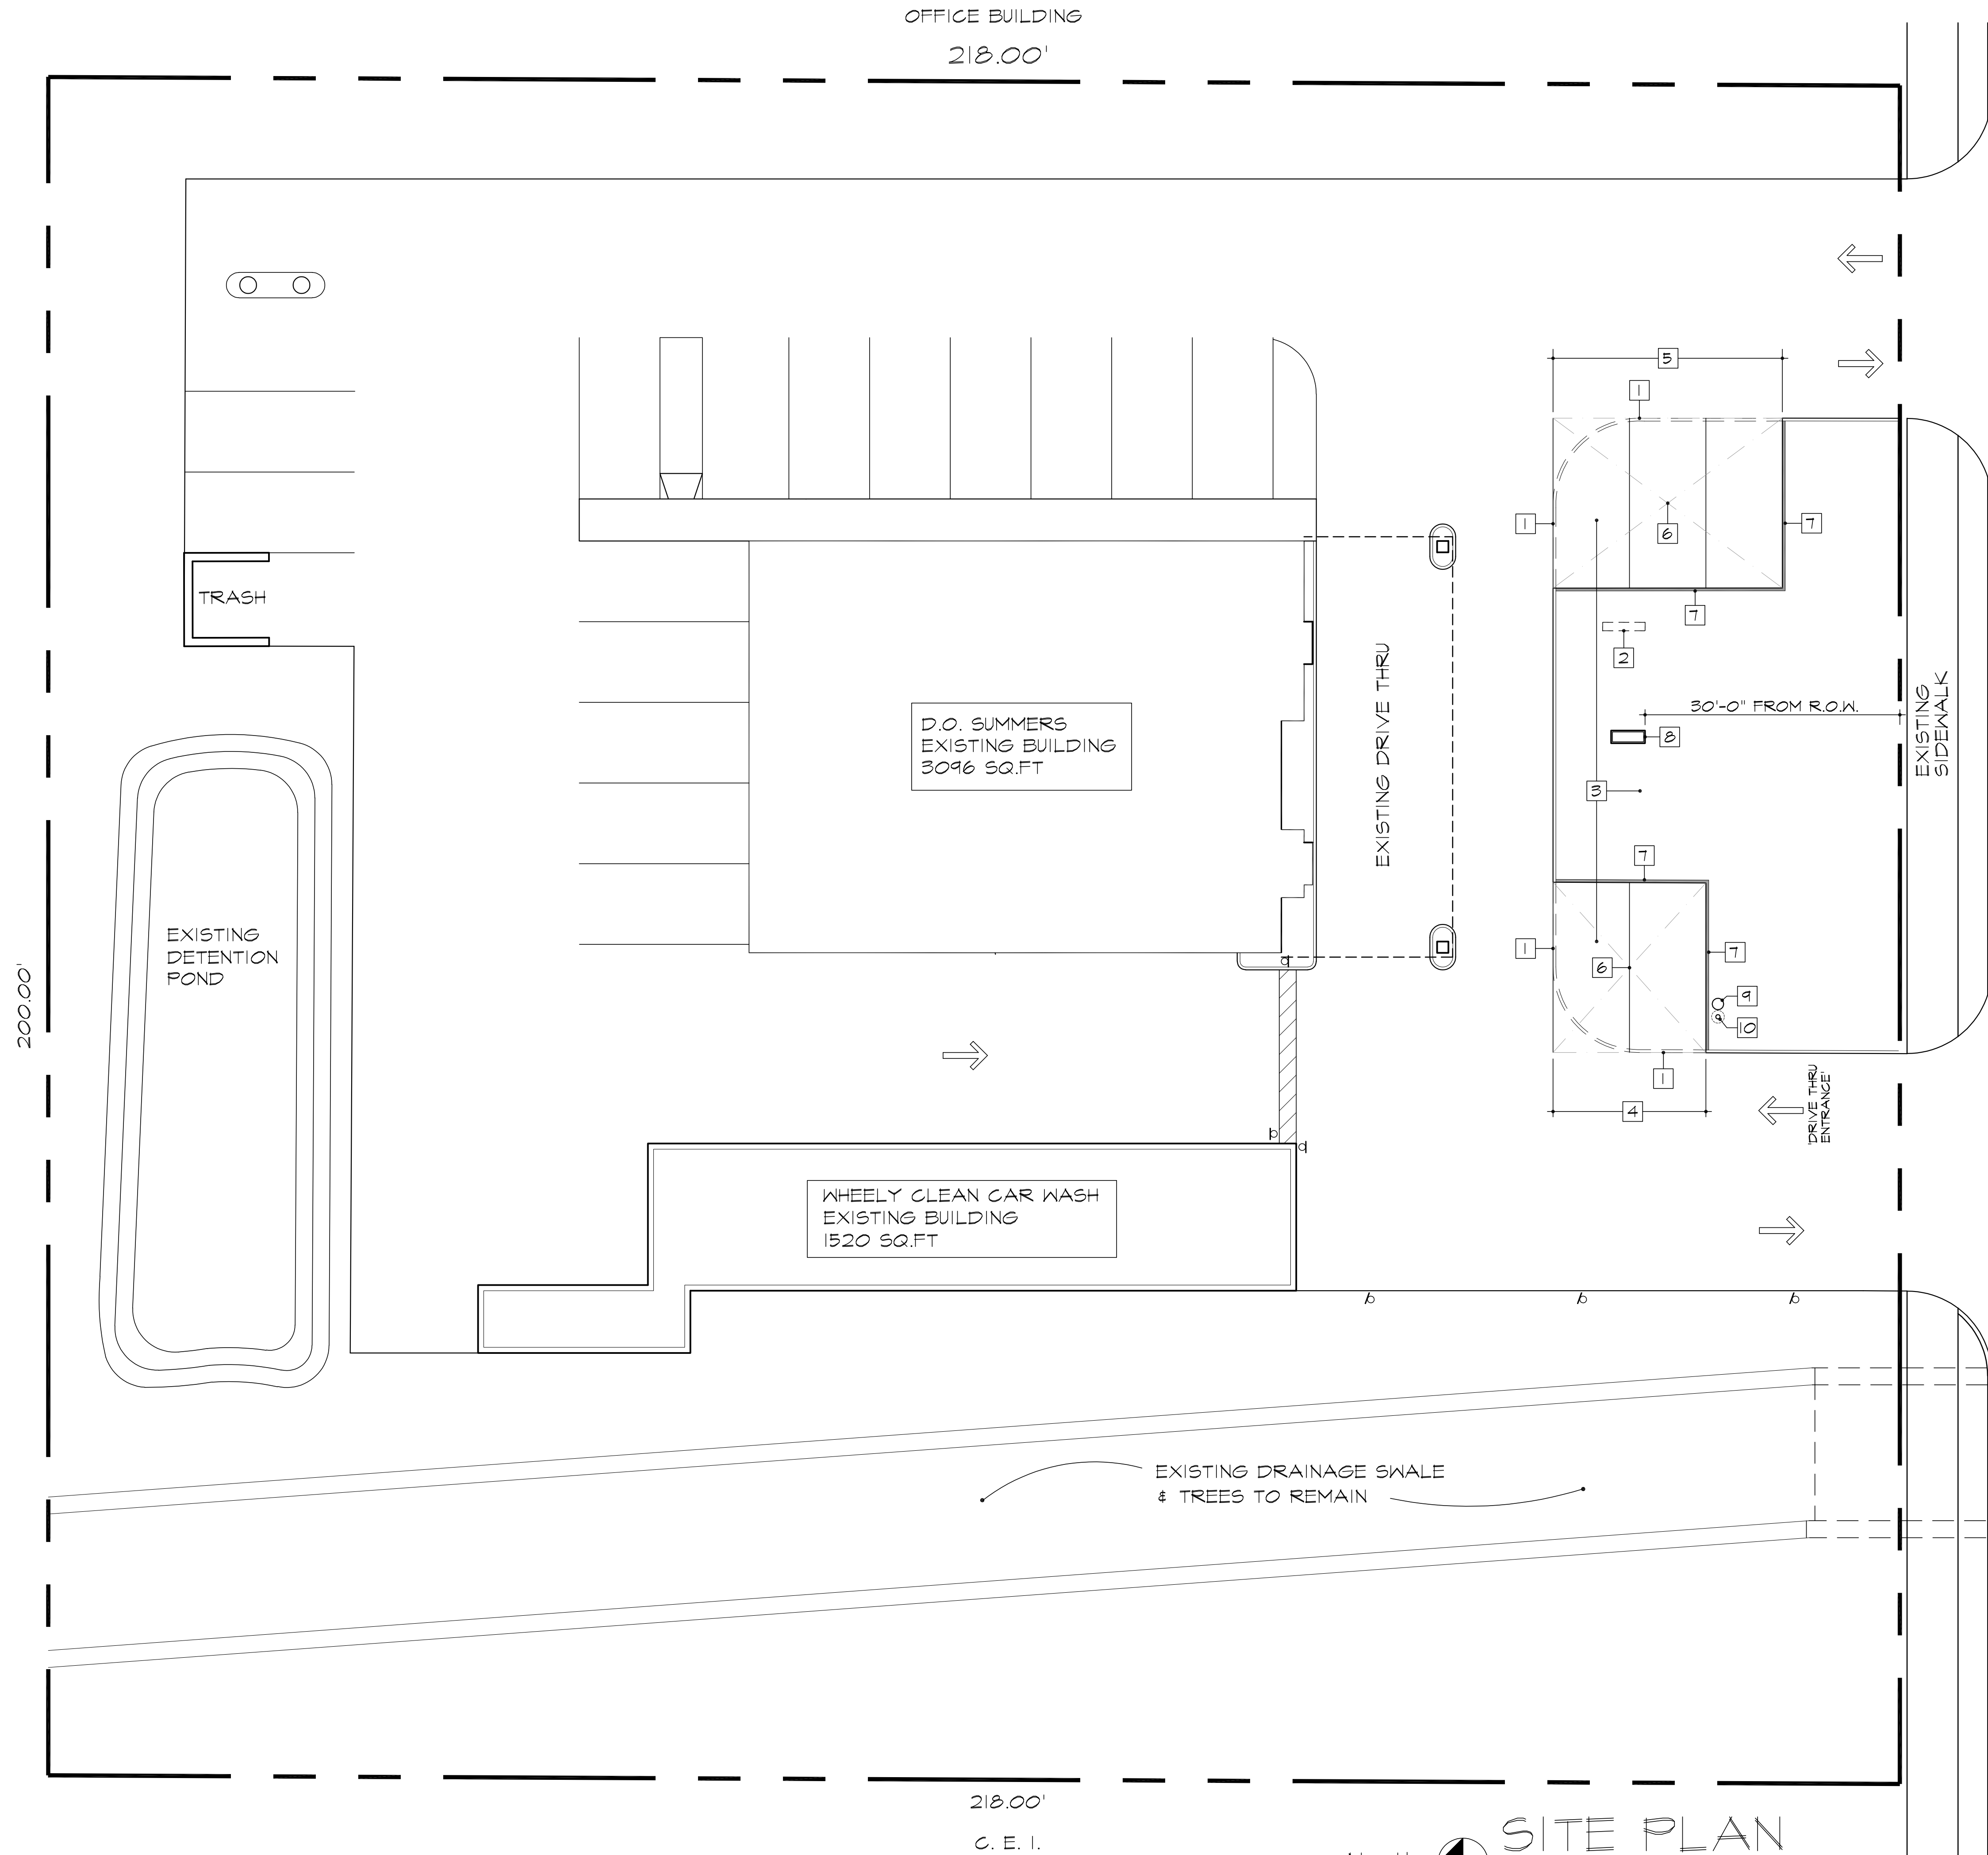 OFFICE BUILDING
218.00'
5
1
1
6
7
7
TRASH
2
EXISTING DRIVE THRU
30'-0" FROM R.O.W.
EXISTING
SIDEWALK
D.O. SUMMERS
EXISTING BUILDING
3096 SQ.FT
8
3
7
EXISTING
DETENTION
POND
200.00'
1
6
7
9
10
1
4
'DRIVE THRU
ENTRANCE'
WHEELY CLEAN CAR WASH
EXISTING BUILDING
1520 SQ.FT
EXISTING DRAINAGE SWALE
& TREES TO REMAIN
218.00'
C. E. I.
SITE PLAN